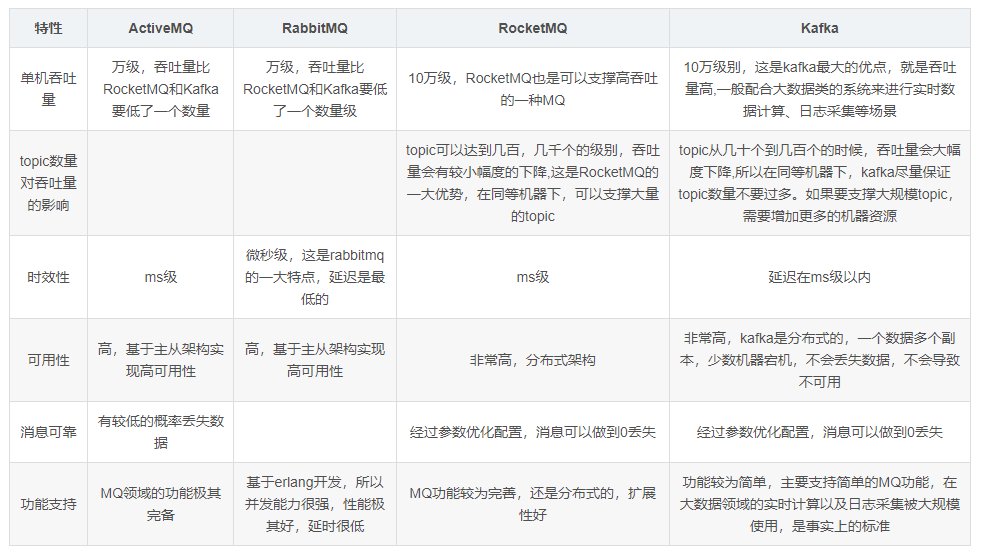 特性
ActiveMQ
RabbitMQ
RocketMQ
Kafka
单机吞吐
量
万级，吞吐量比
RocketMQ和Kafka
要低了一个数量
万级，吞吐量比
RocketMQ和Kafka要低
了一个数量级
10万级，RocketMQ也是可以支撑高吞吐
的一种MQ
10万级别，这是kafka最大的优点，就是吞吐
量高,一般配合大数据类的系统来进行实时数
据计算、日志采集等场景
topic数量
对吞吐量
的影响
topic可以达到几百，几千个的级别，吞吐
量会有较小幅度的下降,这是RocketMQ的
一大优势，在同等机器下，可以支撑大量
的topic
topic从几十个到几百个的时候，吞吐量会大幅
度下降,所以在同等机器下，kafka尽量保证
topic数量不要过多。如果要支撑大规模topic，
需要增加更多的机器资源
时效性
ms级
微秒级，这是rabbitmq
的一大特点，延迟是最
低的
ms级
延迟在ms级以内
可用性
高，基于主从架构实
现高可用性
高，基于主从架构实现
高可用性
非常高，分布式架构
非常高，kafka是分布式的，一个数据多个副
本，少数机器宕机，不会丢失数据，不会导致
不可用
消息可靠
有较低的概率丢失数
据
经过参数优化配置，消息可以做到0丢失
经过参数优化配置，消息可以做到0丢失
功能支持
MQ领域的功能极其
完备
基于erlang开发，所以
并发能力很强，性能极
其好，延时很低
MQ功能较为完善，还是分布式的，扩展
性好
功能较为简单，主要支持简单的MQ功能，在
大数据领域的实时计算以及日志采集被大规模
使用，是事实上的标准